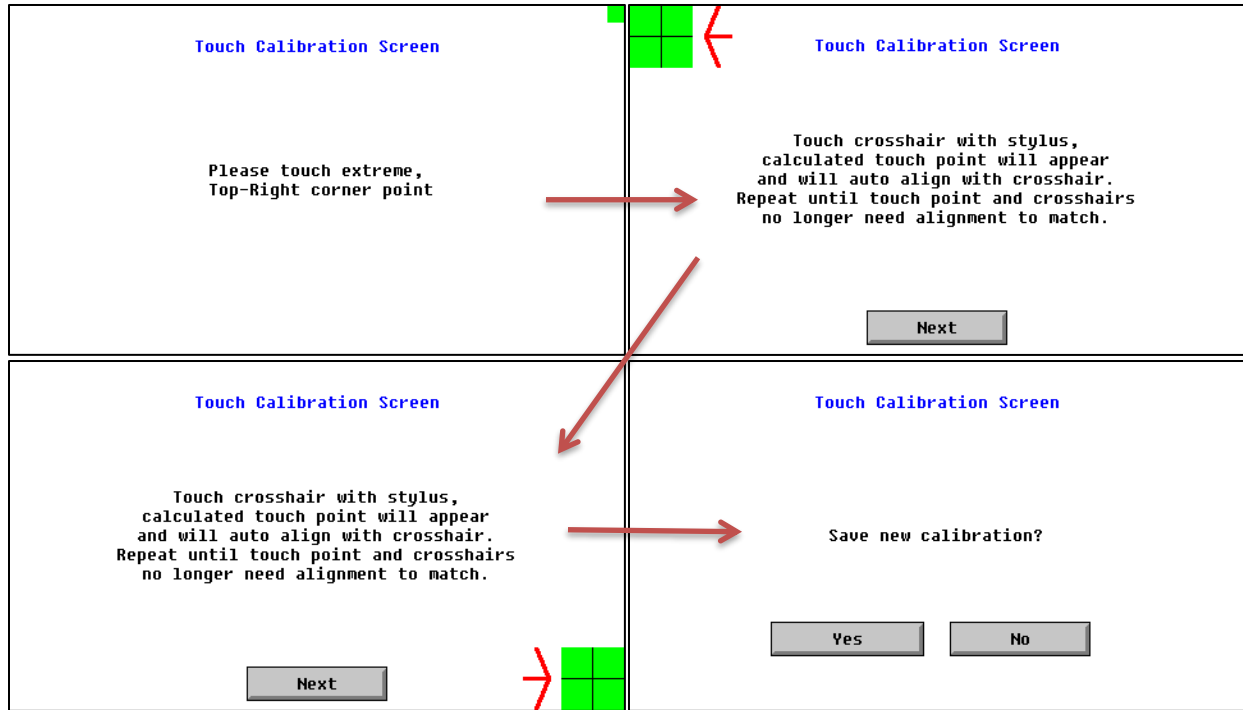 Touch Calibration Screen
Please touch extreme,
Top-Right corner point
Touch Calibration Screen
Touch crosshair with stylus,
calculated touch point will appear
and will auto align with crosshair.
Repeat until touch point and crosshairs
no longer need alignment to match.
Next
Touch Calibration Screen
Touch crosshair with stylus,
calculated touch point will appear
and will auto align with crosshair.
Repeat until touch point and crosshairs
no longer need alignment to match.
Next
Touch Calibration Screen
Save new calibration?
Yes No